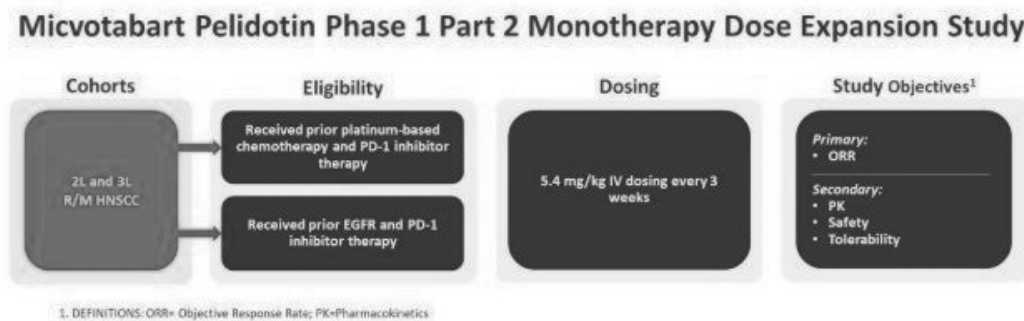 Micvotabart Pelidotin Phase 1 Part 2 Monotherapy Dose Expansion Study
Cohorts
2L and 3L
R/M HNSCC
Eligibility
Received prior platinum-based
chemotherapy and PD-1 inhibitor
therapy
Received prior EGFR and PD-1
inhibitor therapy
Dosing
5.4 mg/kg IV dosing every 3
weeks
Study Objectives¹
Primary:
• ORR
Secondary:
• PK
• Safety
• Tolerability
1. DEFINITIONS: ORR= Objective Response Rate; PK=Pharmacokinetics